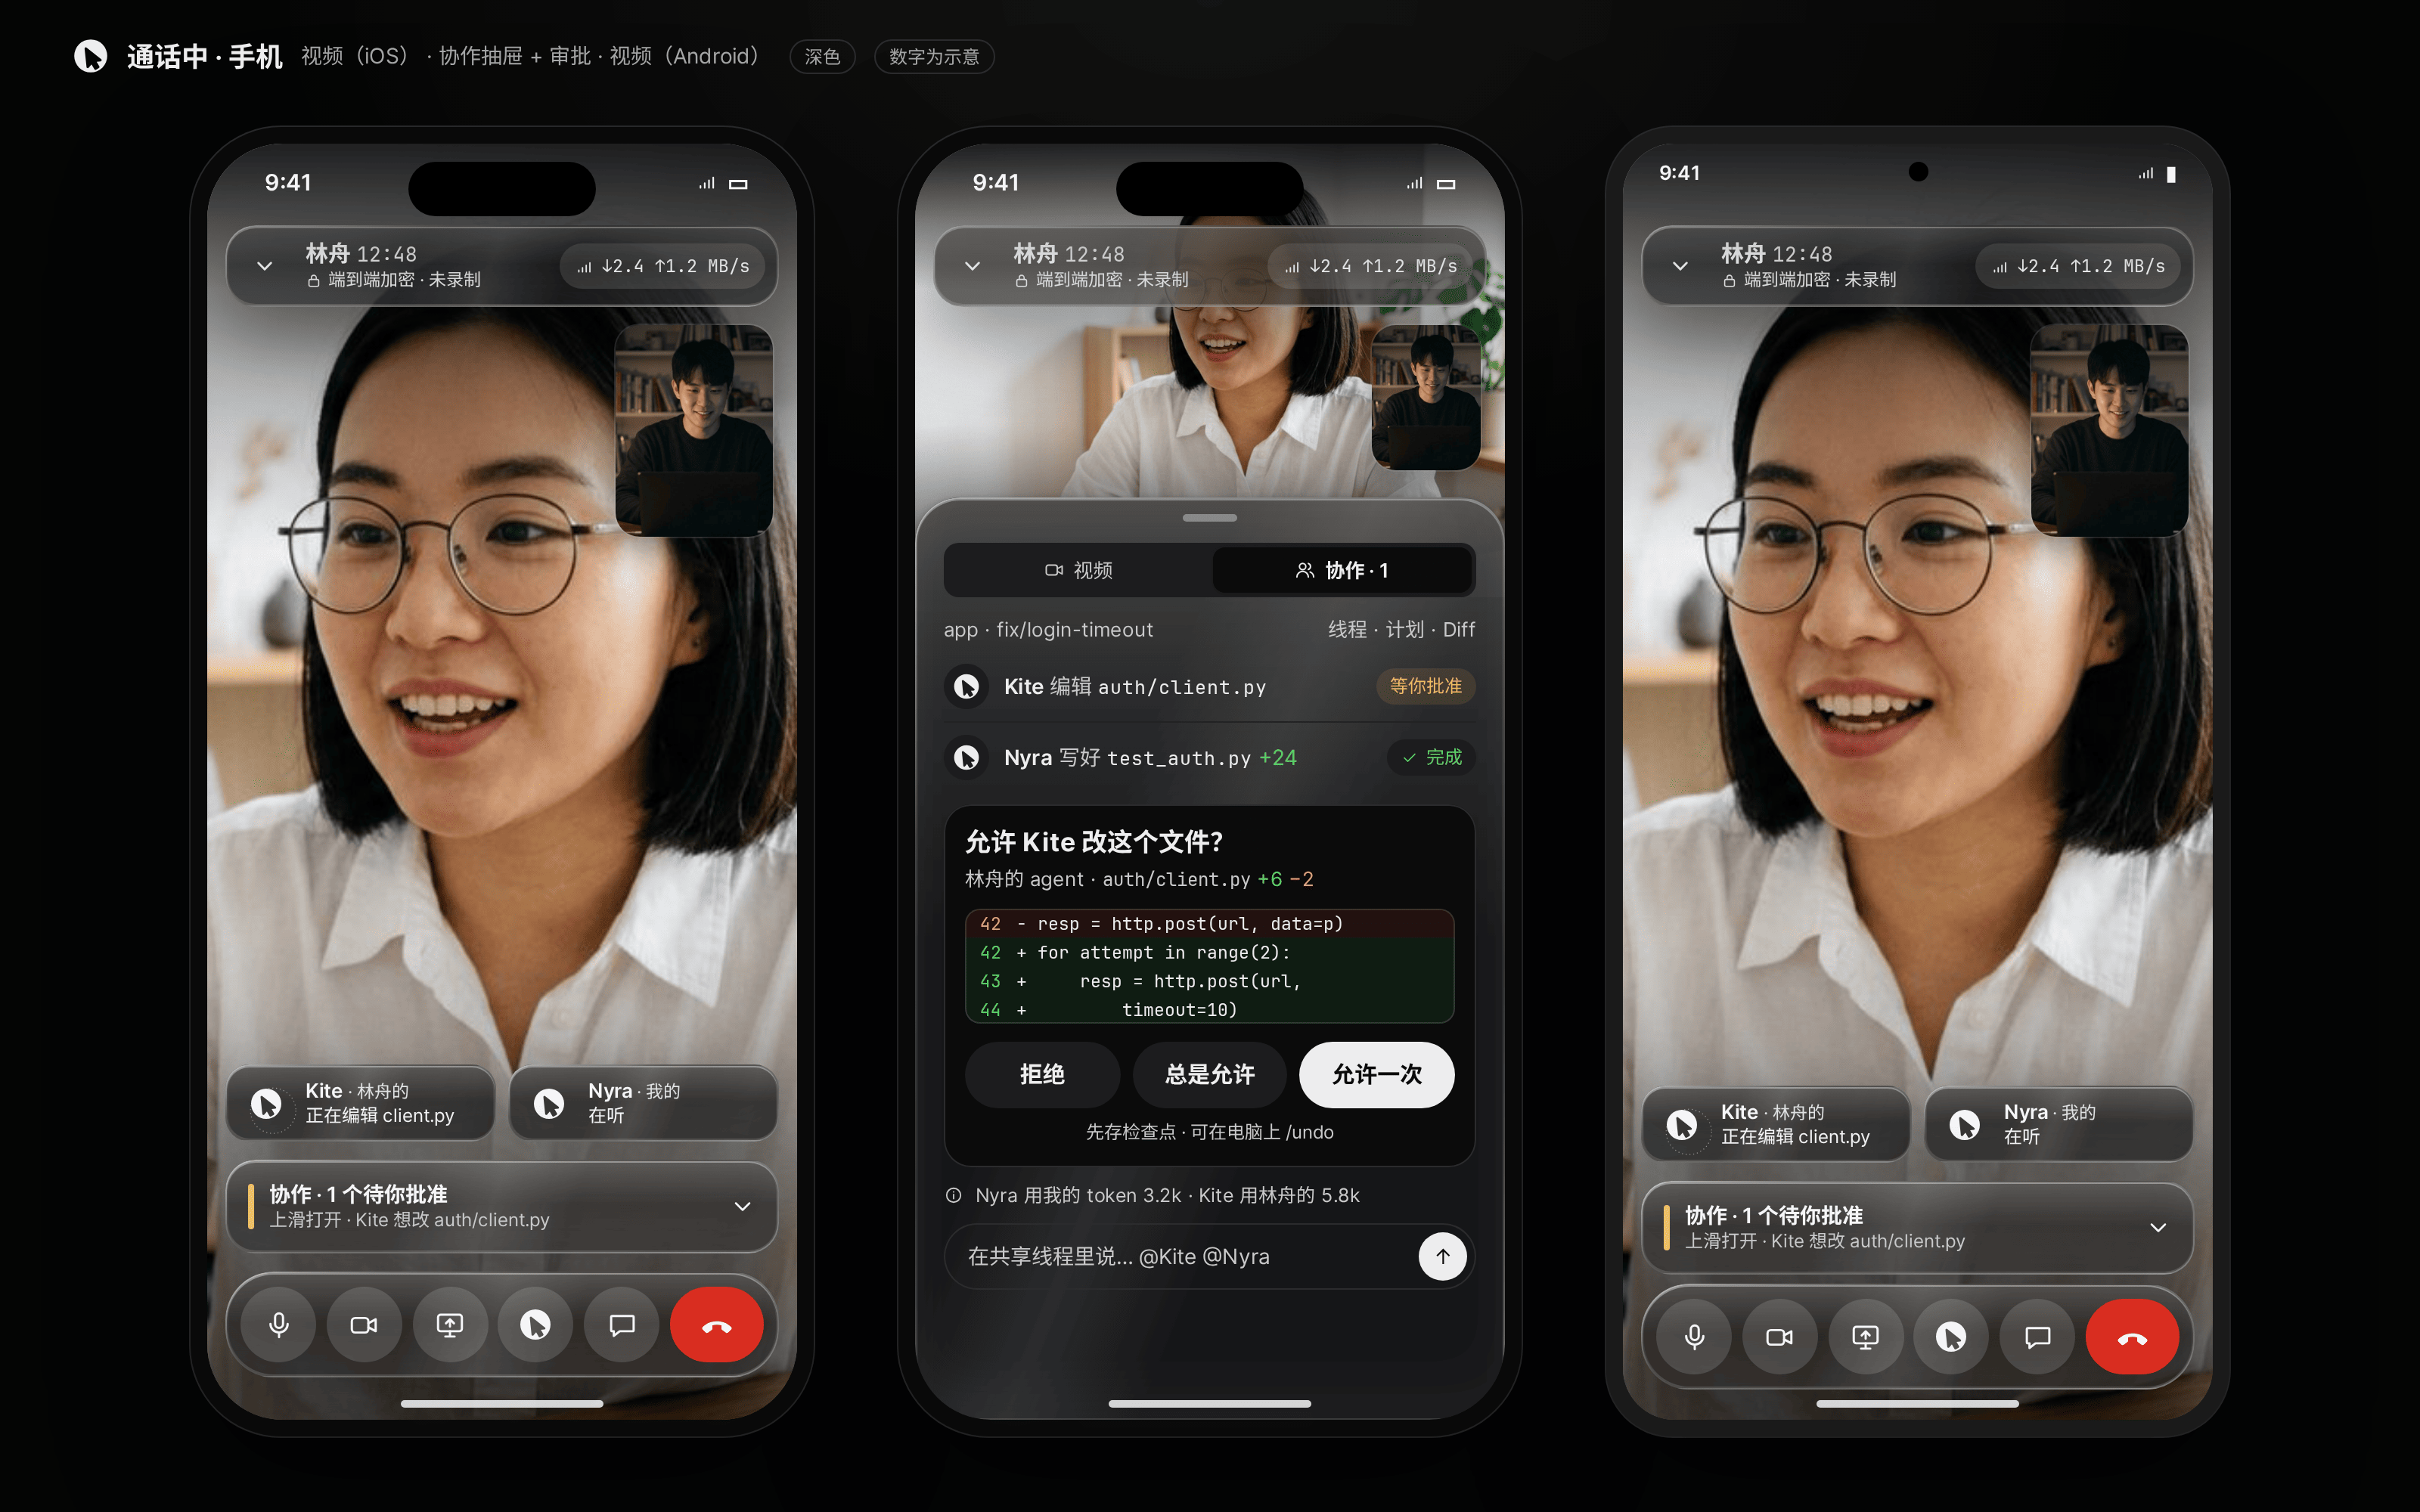 通话中 · 手机 视频（iOS） · 协作抽屉 + 审批 · 视频（Android） 深色 数字为示意
9:41
林舟 12:48
端到端加密 · 未录制
↓2.4 ↑1.2 MB/s
Kite · 林舟的
正在编辑 client.py
Nyra · 我的
在听
协作 · 1 个待你批准
上滑打开 · Kite 想改 auth/client.py
9:41
林舟 12:48
端到端加密 · 未录制
↓2.4 ↑1.2 MB/s
视频 协作 · 1
app · fix/login-timeout 线程 · 计划 · Diff
Kite 编辑 auth/client.py 等你批准
Nyra 写好 test_auth.py +24 ✓ 完成
允许 Kite 改这个文件？
林舟的 agent · auth/client.py +6 −2
42 - resp = http.post(url, data=p)
42 + for attempt in range(2):
43 +     resp = http.post(url,
44 +         timeout=10)
拒绝 总是允许 允许一次
先存检查点 · 可在电脑上 /undo
Nyra 用我的 token 3.2k · Kite 用林舟的 5.8k
在共享线程里说… @Kite @Nyra
9:41
林舟 12:48
端到端加密 · 未录制
↓2.4 ↑1.2 MB/s
Kite · 林舟的
正在编辑 client.py
Nyra · 我的
在听
协作 · 1 个待你批准
上滑打开 · Kite 想改 auth/client.py